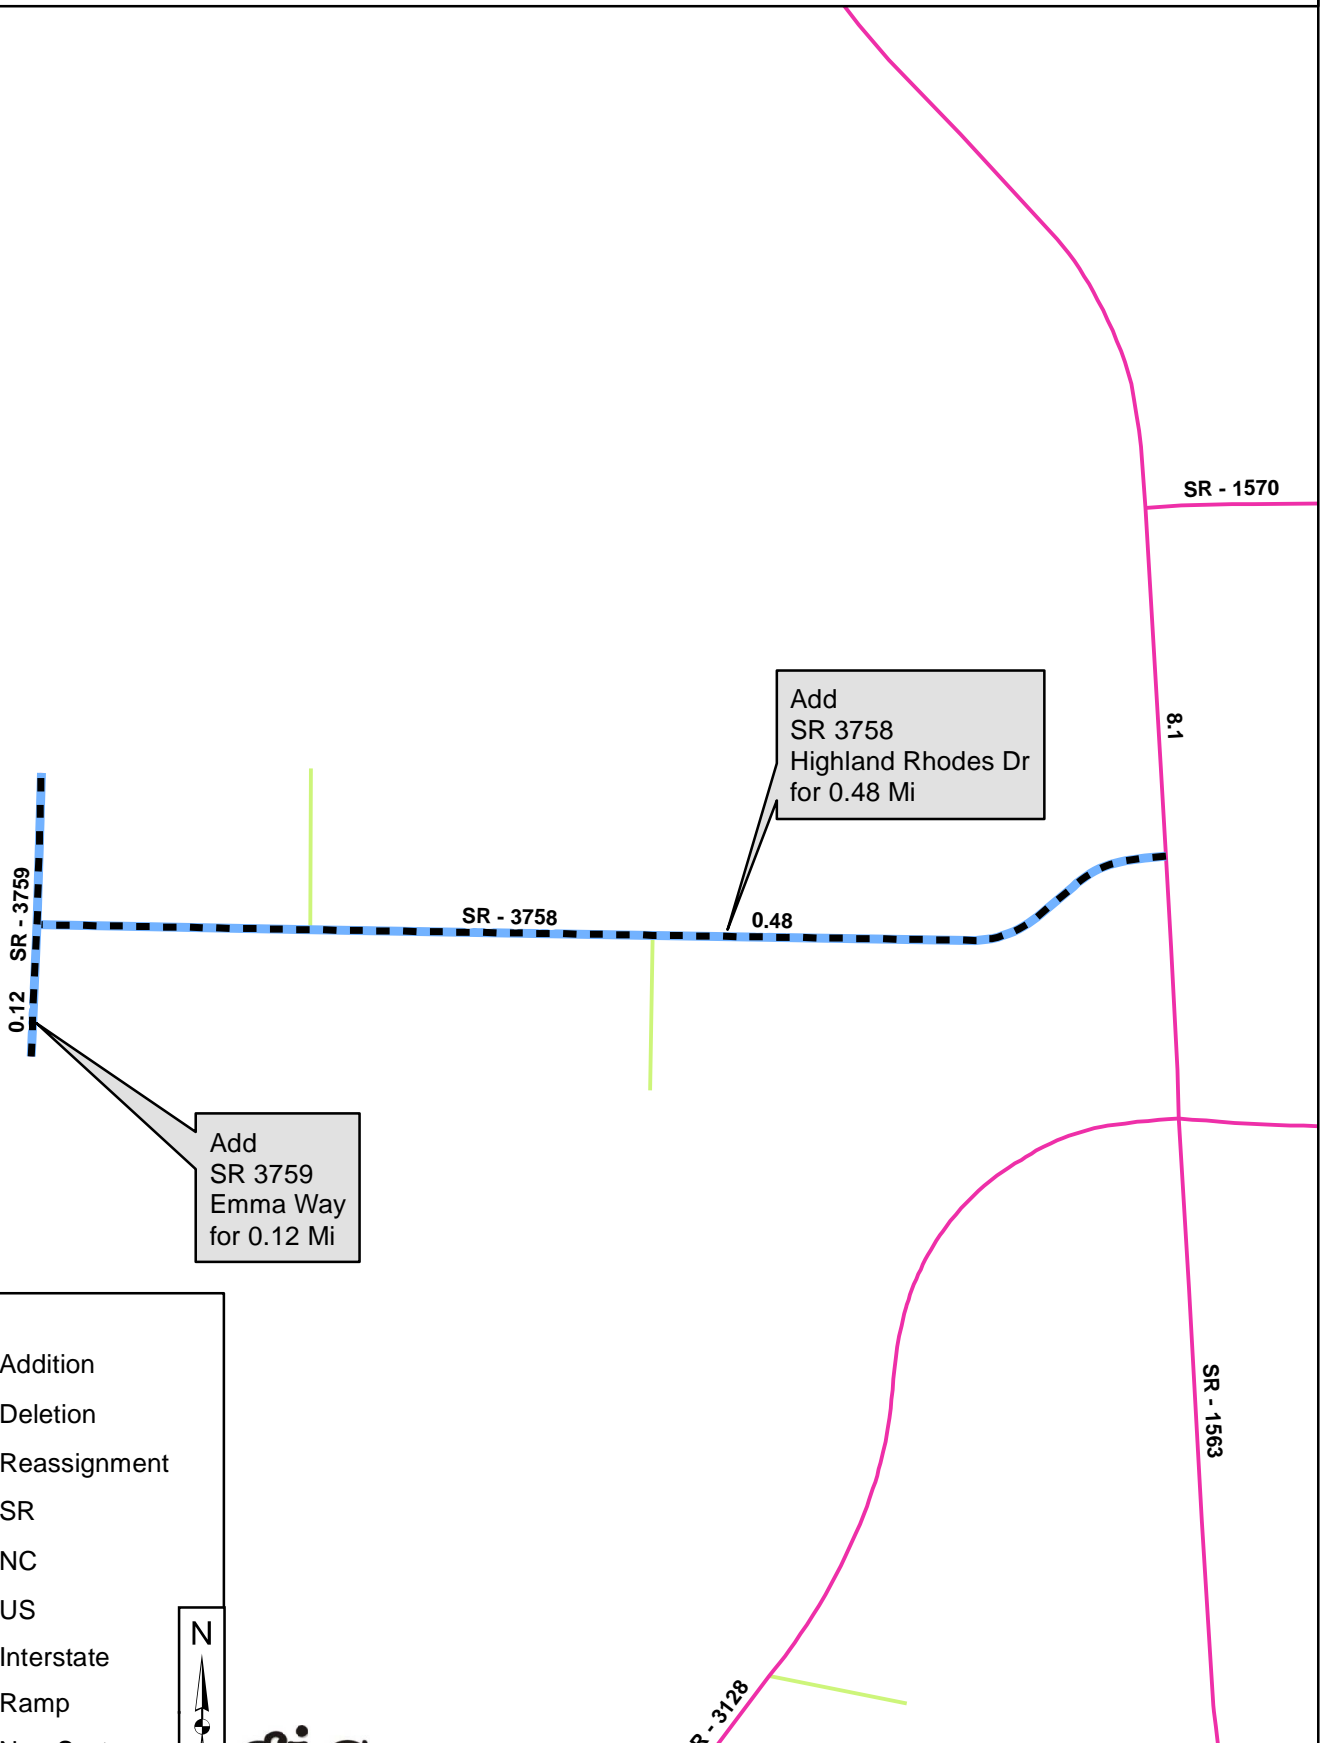 SR - 1570
Add
SR 3758
Highland Rhodes Dr
for 0.48 Mi
8.1
SR - 3759
SR - 3758
0.48
0.12
Add
SR 3759
Emma Way
for 0.12 Mi
Addition
Deletion
Reassignment
SR
NC
US
Interstate
Ramp
N
SR - 1563
R - 3128